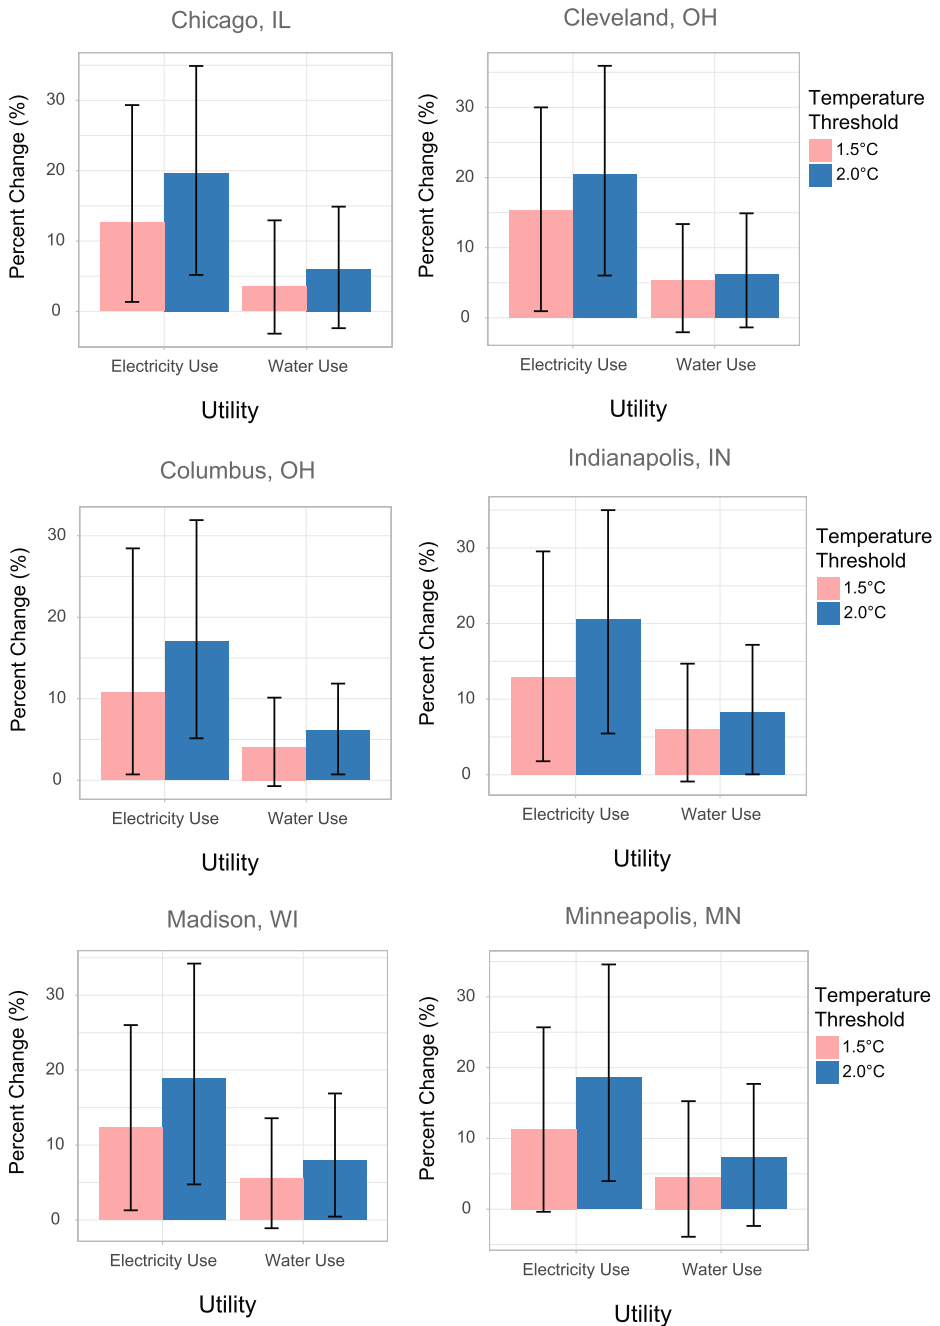 Chicago, IL
Percent Change (%)
30
20
10
0
Electricity Use
Water Use
Utility
Cleveland, OH
Percent Change (%)
30
20
10
0
Electricity Use
Water Use
Utility
Temperature
Threshold
1.5°C
2.0°C
Columbus, OH
Percent Change (%)
30
20
10
0
Electricity Use
Water Use
Utility
Indianapolis, IN
Percent Change (%)
30
20
10
0
Electricity Use
Water Use
Utility
Temperature
Threshold
1.5°C
2.0°C
Madison, WI
Percent Change (%)
30
20
10
0
Electricity Use
Water Use
Utility
Minneapolis, MN
Percent Change (%)
30
20
10
0
Electricity Use
Water Use
Utility
Temperature
Threshold
1.5°C
2.0°C